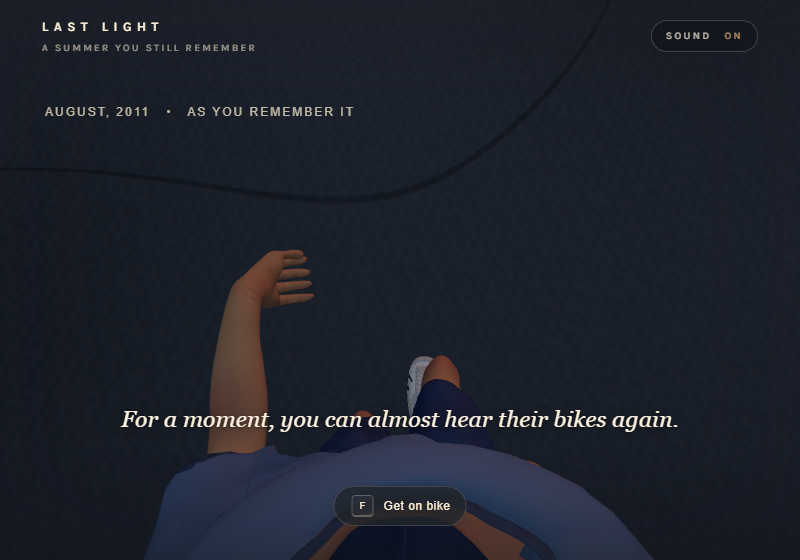 LAST LIGHT
A SUMMER YOU STILL REMEMBER
SOUND ON
AUGUST, 2011 • AS YOU REMEMBER IT
For a moment, you can almost hear their bikes again.
F Get on bike